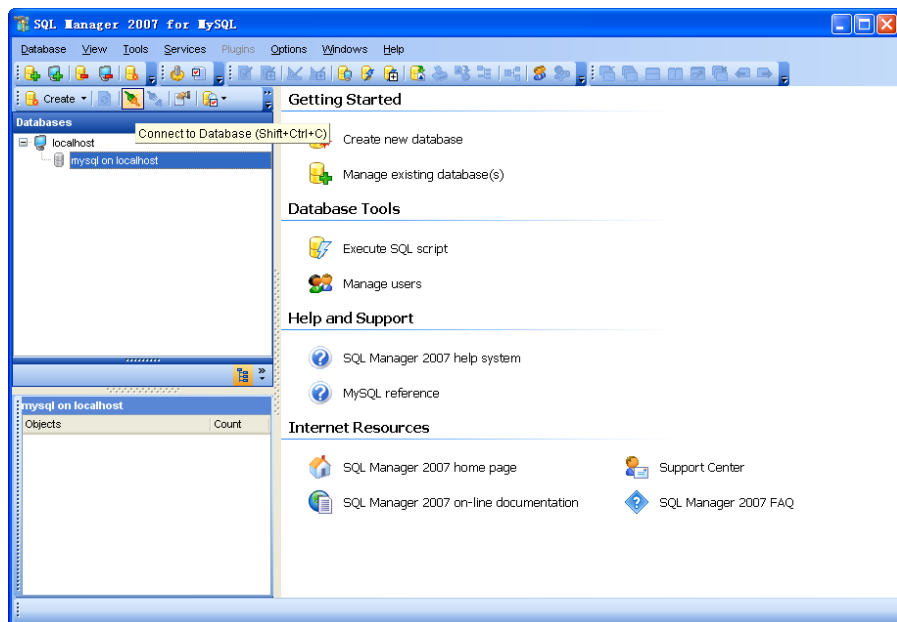 SQL Manager 2007 for MySQL
Database View Tools Services Plugins Options Windows Help
Create
Databases
Connect to Database (Shift+Ctrl+C)
localhost
mysql on localhost
mysql on localhost
Objects Count
Getting Started
Create new database
Manage existing database(s)
Database Tools
Execute SQL script
Manage users
Help and Support
SQL Manager 2007 help system
MySQL reference
Internet Resources
SQL Manager 2007 home page
Support Center
SQL Manager 2007 on-line documentation
SQL Manager 2007 FAQ